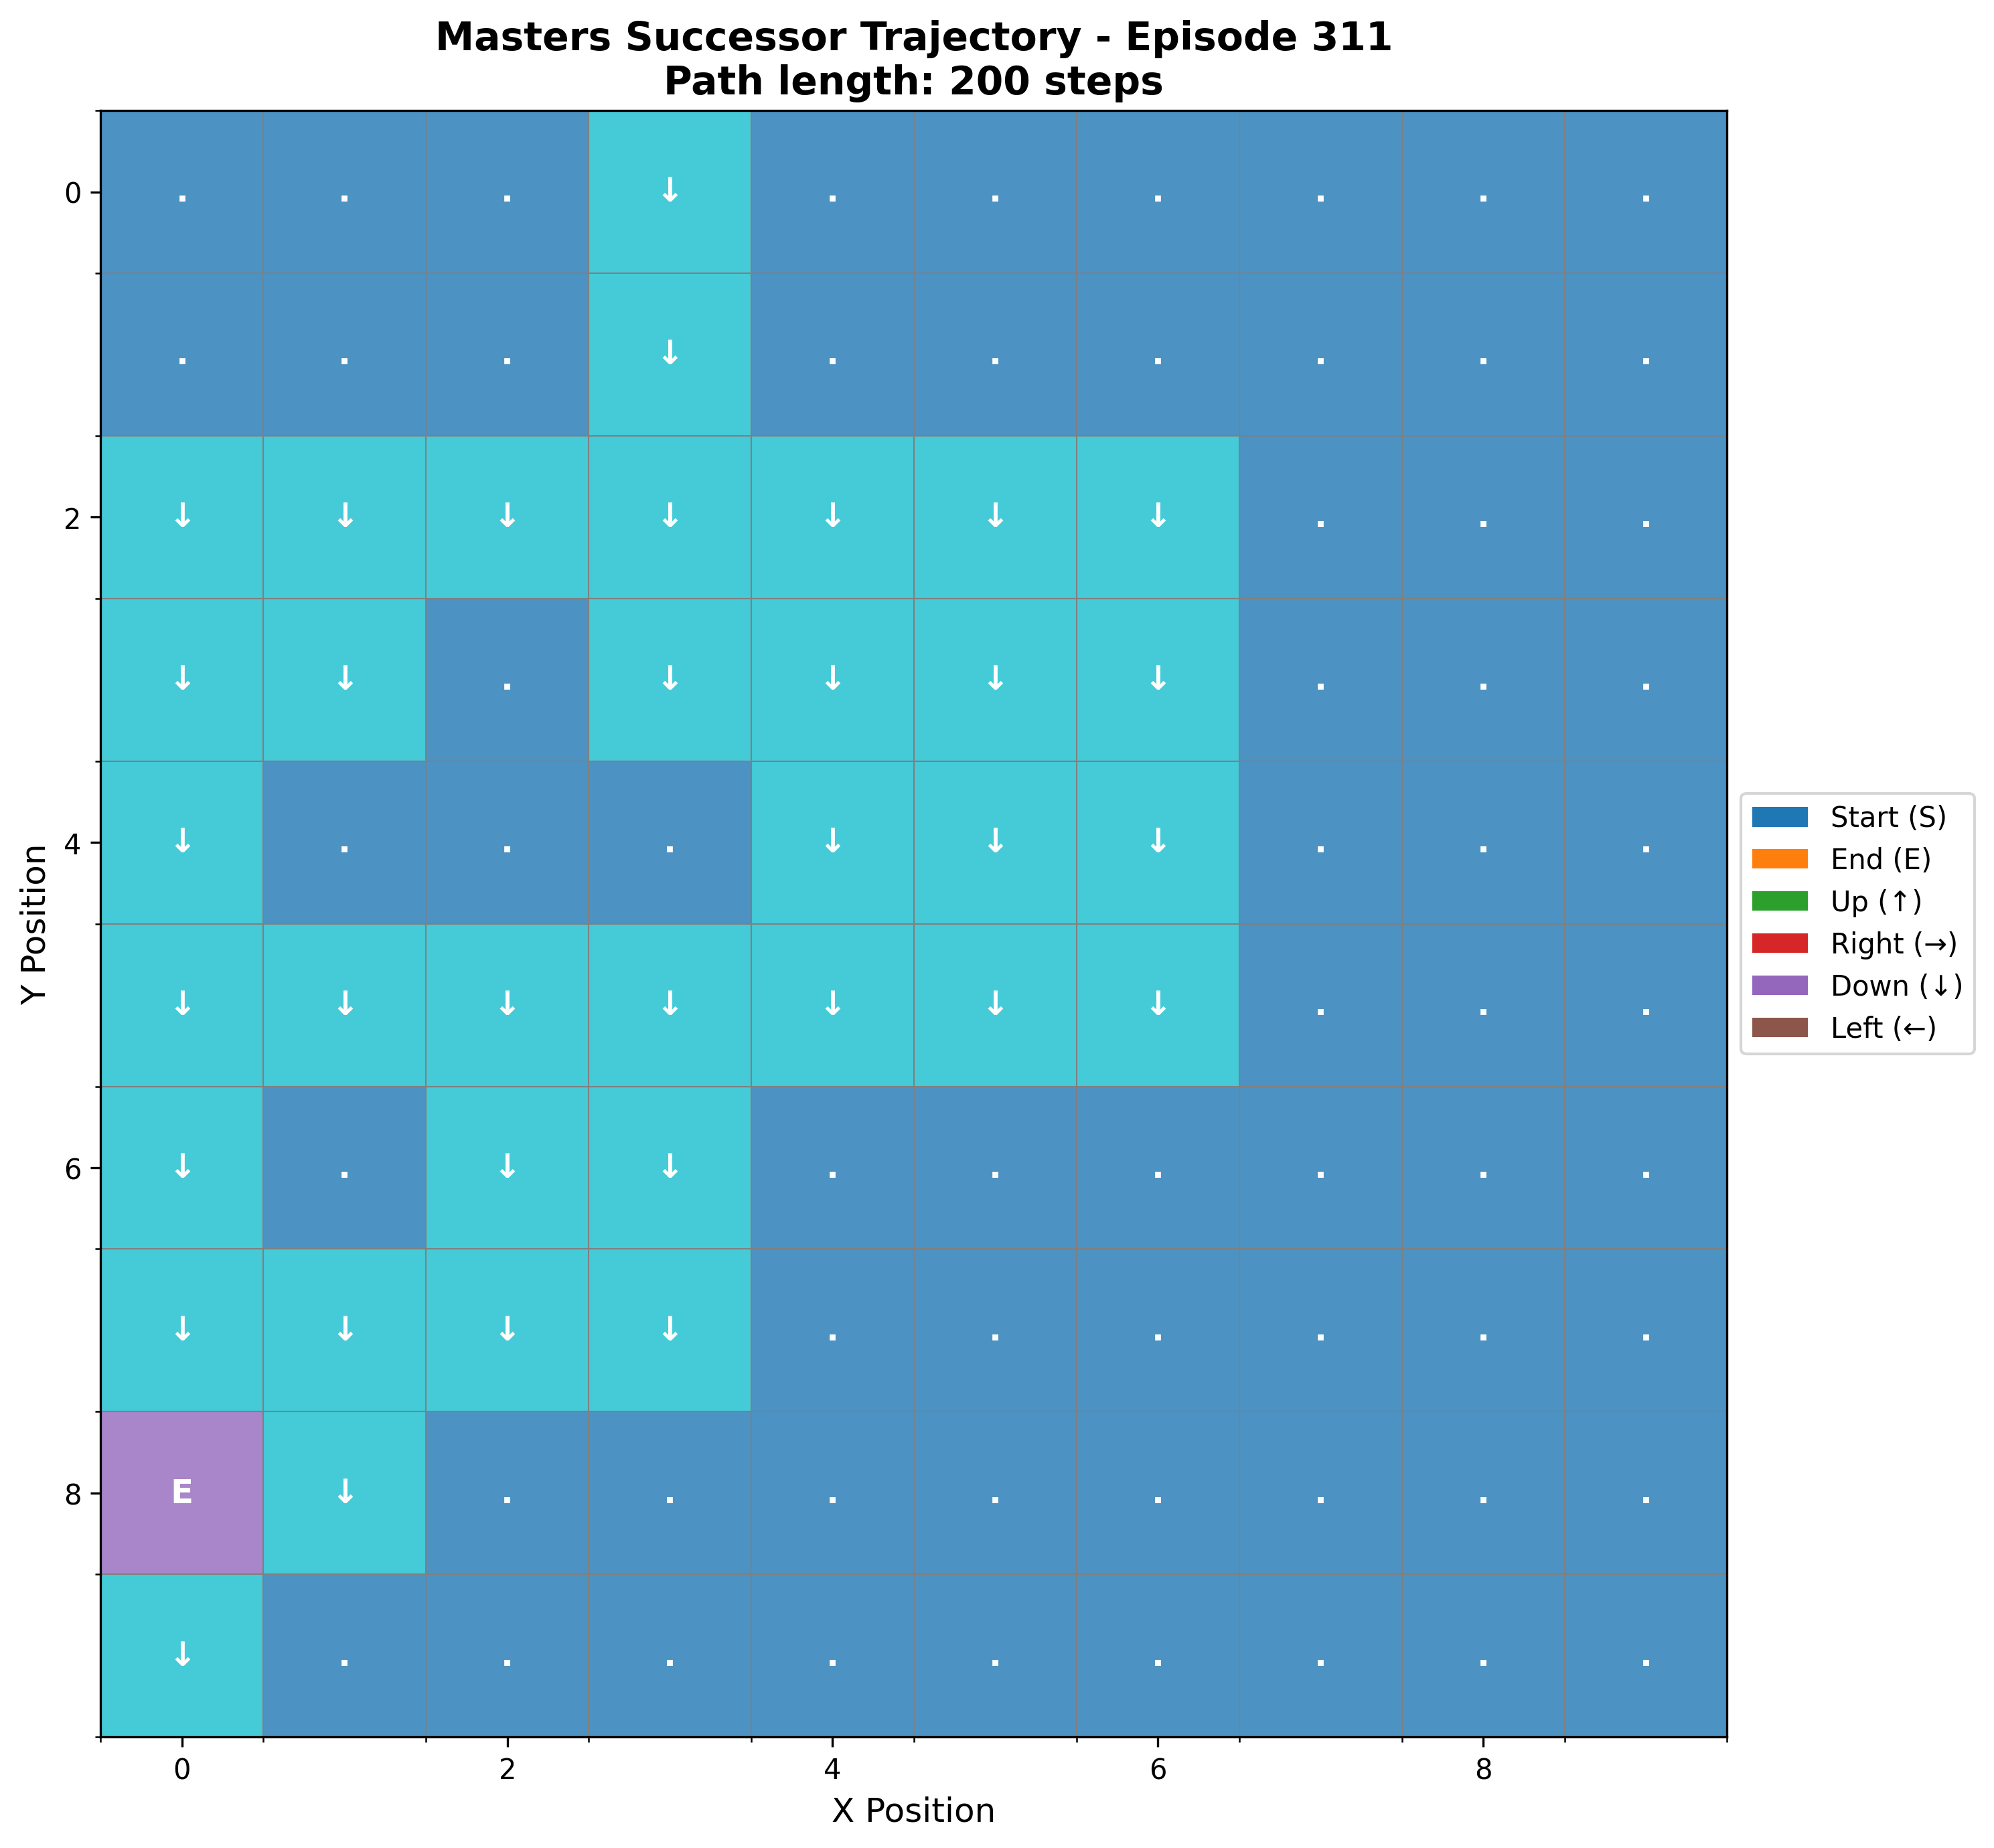 Masters Successor Trajectory - Episode 311
Path length: 200 steps
0 . . . ↓ . . . . . .
. . . ↓ . . . . . .
2 ↓ ↓ ↓ ↓ ↓ ↓ ↓ . . .
↓ ↓ . ↓ ↓ ↓ ↓ . . .
4 ↓ . . . ↓ ↓ ↓ . . .
↓ ↓ ↓ ↓ ↓ ↓ ↓ . . .
6 ↓ . ↓ ↓ . . . . . .
↓ ↓ ↓ ↓ . . . . . .
8 E ↓ . . . . . . . .
↓ . . . . . . . . .
0 2 4 6 8
X Position
Y Position
Start (S)
End (E)
Up (↑)
Right (→)
Down (↓)
Left (←)